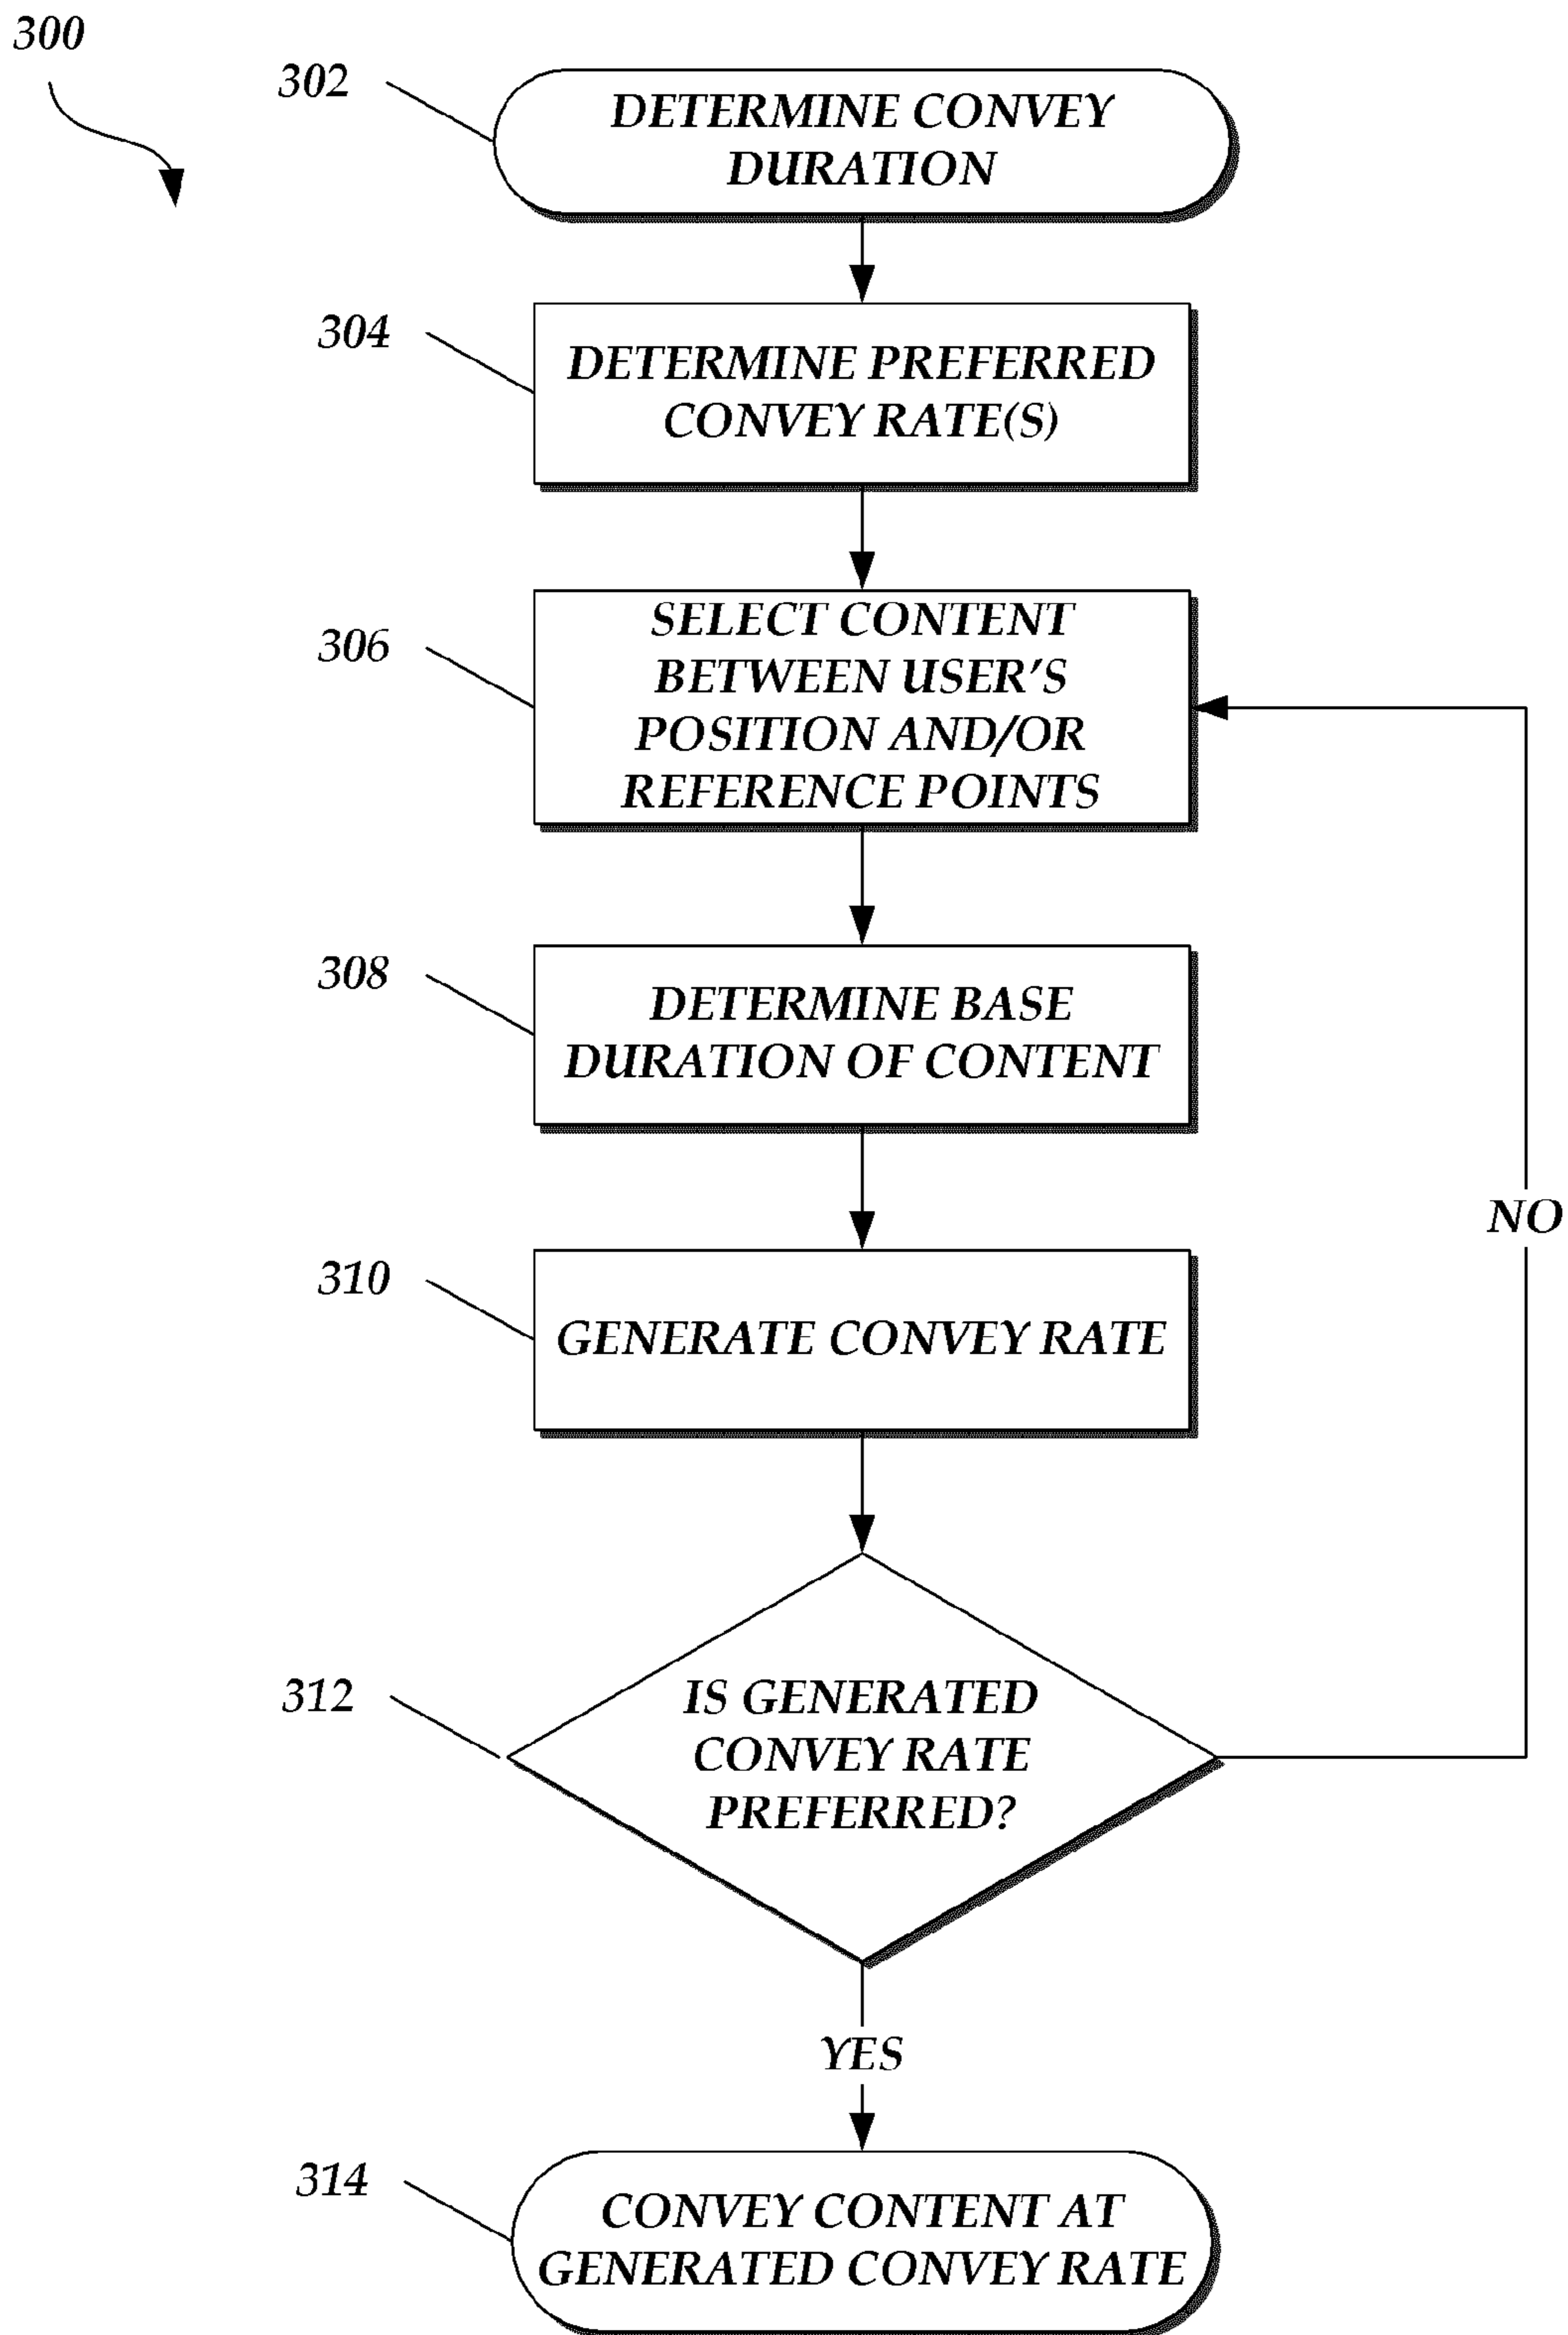 300
302
DETERMINE CONVEY
DURATION
304
DETERMINE PREFERRED
CONVEY RATE(S)
306
SELECT CONTENT
BETWEEN USER'S
POSITION AND/OR
REFERENCE POINTS
308
DETERMINE BASE
DURATION OF CONTENT
NO
310
GENERATE CONVEY RATE
312
IS GENERATED
CONVEY RATE
PREFERRED?
YES
314
CONVEY CONTENT AT
GENERATED CONVEY RATE